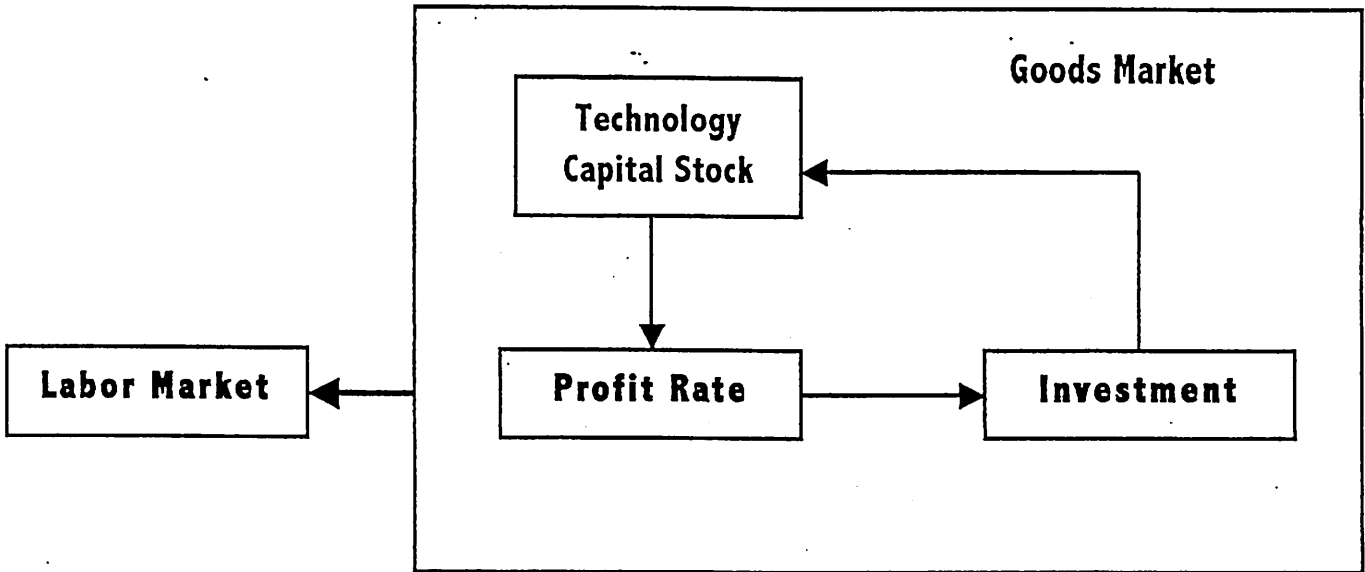 Goods Market
Technology
Capital Stock
Labor Market
Profit Rate
Investment